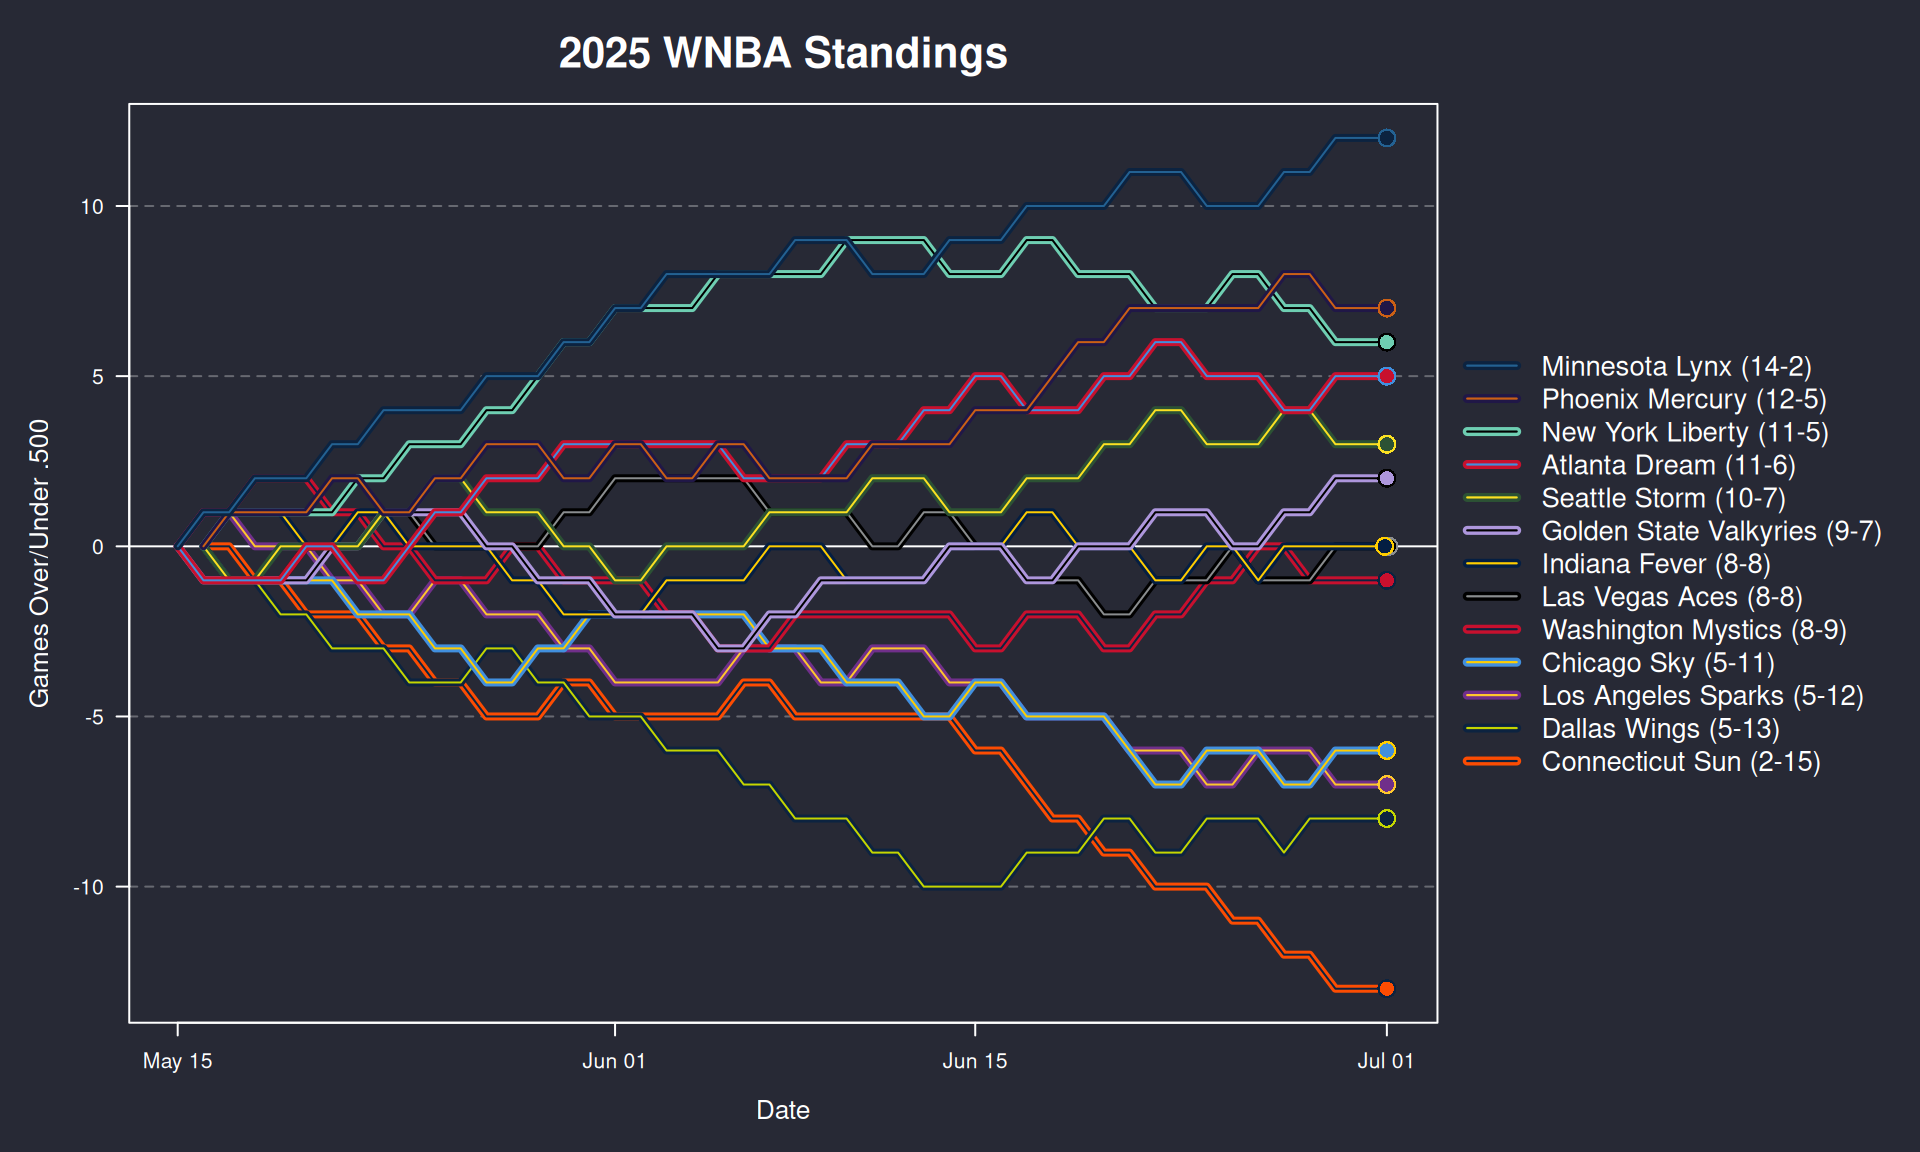 2025 WNBA Standings
Games Over/Under .500
10
5
0
-5
-10
May 15
Jun 01
Jun 15
Jul 01
Date
Minnesota Lynx (14-2)
Phoenix Mercury (12-5)
New York Liberty (11-5)
Atlanta Dream (11-6)
Seattle Storm (10-7)
Golden State Valkyries (9-7)
Indiana Fever (8-8)
Las Vegas Aces (8-8)
Washington Mystics (8-9)
Chicago Sky (5-11)
Los Angeles Sparks (5-12)
Dallas Wings (5-13)
Connecticut Sun (2-15)